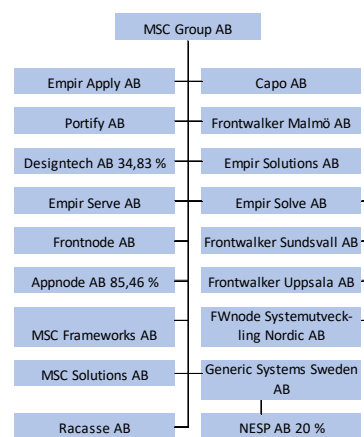 MSC Group AB
Empir Apply AB
Capo AB
Portify AB
Frontwalker Malmö AB
Designtech AB 34,83 %
Empir Solutions AB
Empir Serve AB
Empir Solve AB
Frontnode AB
Frontwalker Sundsvall AB
Appnode AB 85,46 %
Frontwalker Uppsala AB
MSC Frameworks AB
FWnode Systemutveck-
ling Nordic AB
MSC Solutions AB
Generic Systems Sweden
AB
Racasse AB
NESP AB 20 %